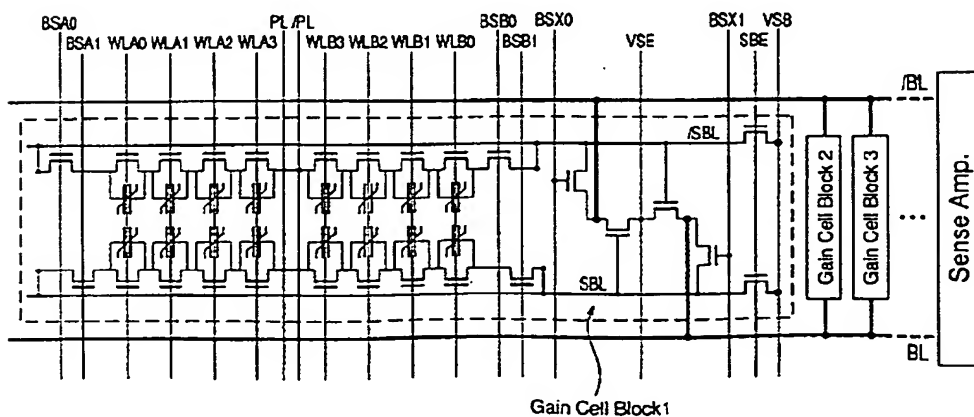 BSA0 PL /PL BSB0 BSX0 BSX1 VSB
BSA1 WLA0 WLA1 WLA2 WLA3 WLB3 WLB2 WLB1 WLB0 BSB1 VSE SBE
/BL
/SBL
SBL
Gain Cell Block 2
Gain Cell Block 3
...
Sense Amp.
BL
Gain Cell Block1